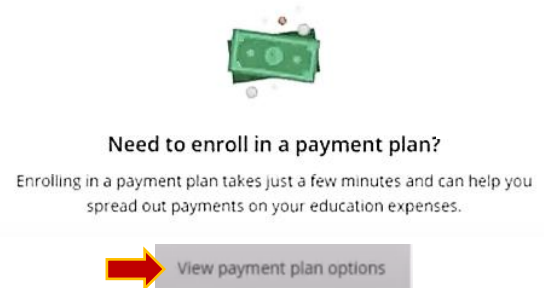 Need to enroll in a payment plan?
Enrolling in a payment plan takes just a few minutes and can help you
spread out payments on your education expenses.
View payment plan options